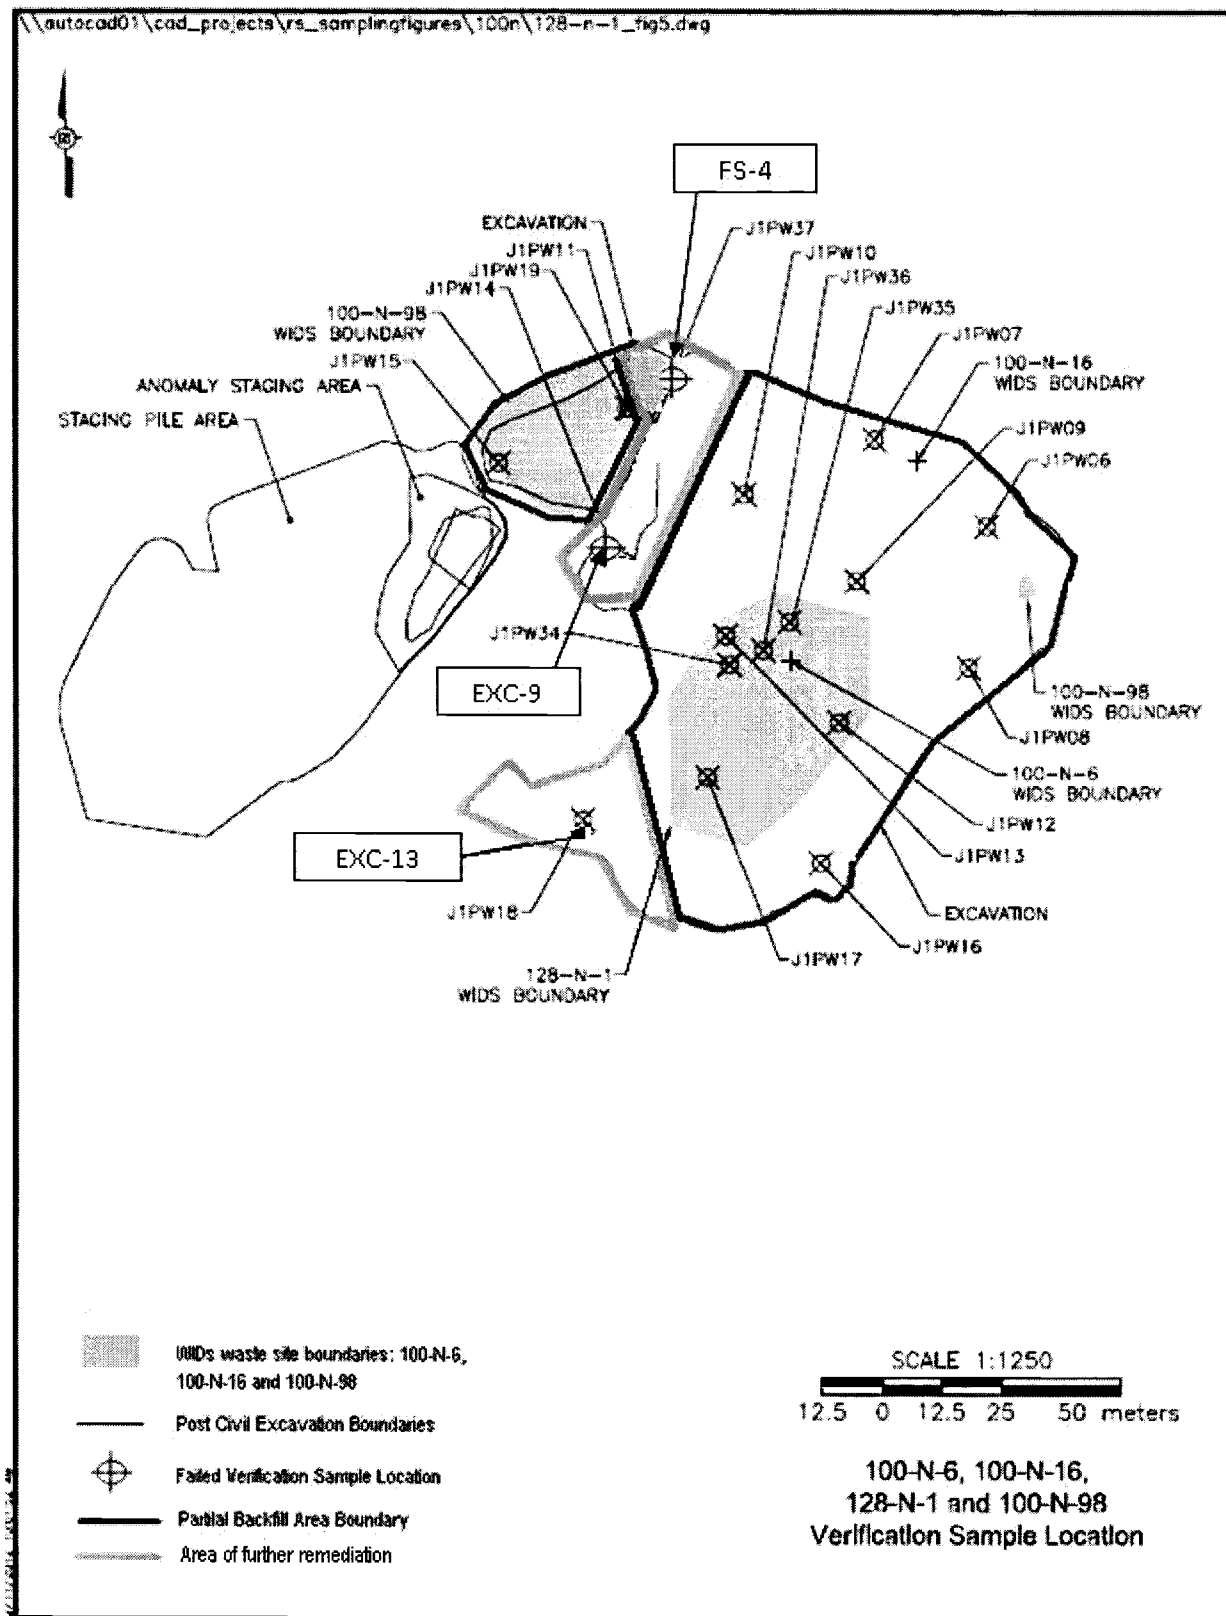 \\autocad01\cad_projects\rs_samplingfigures\100n\128-n-1_fig5.dwg
FS-4
EXCAVATION
J1PW37
J1PW11
J1PW10
J1PW19
J1PW36
J1PW14
J1PW35
100-N-98
WIDS BOUNDARY
J1PW07
J1PW15
100-N-16
WIDS BOUNDARY
ANOMALY STAGING AREA
STAGING PILE AREA
J1PW09
J1PW06
J1PW34
EXC-9
100-N-98
WIDS BOUNDARY
J1PW08
100-N-6
WIDS BOUNDARY
J1PW12
EXC-13
J1PW13
J1PW18
EXCAVATION
J1PW16
J1PW17
128-N-1
WIDS BOUNDARY
WIDs waste site boundaries: 100-N-6,
100-N-16 and 100-N-98
Post Civil Excavation Boundaries
Failed Verification Sample Location
Partial Backfill Area Boundary
Area of further remediation
SCALE 1:1250
12.5 0 12.5 25 50 meters
100-N-6, 100-N-16,
128-N-1 and 100-N-98
Verification Sample Location